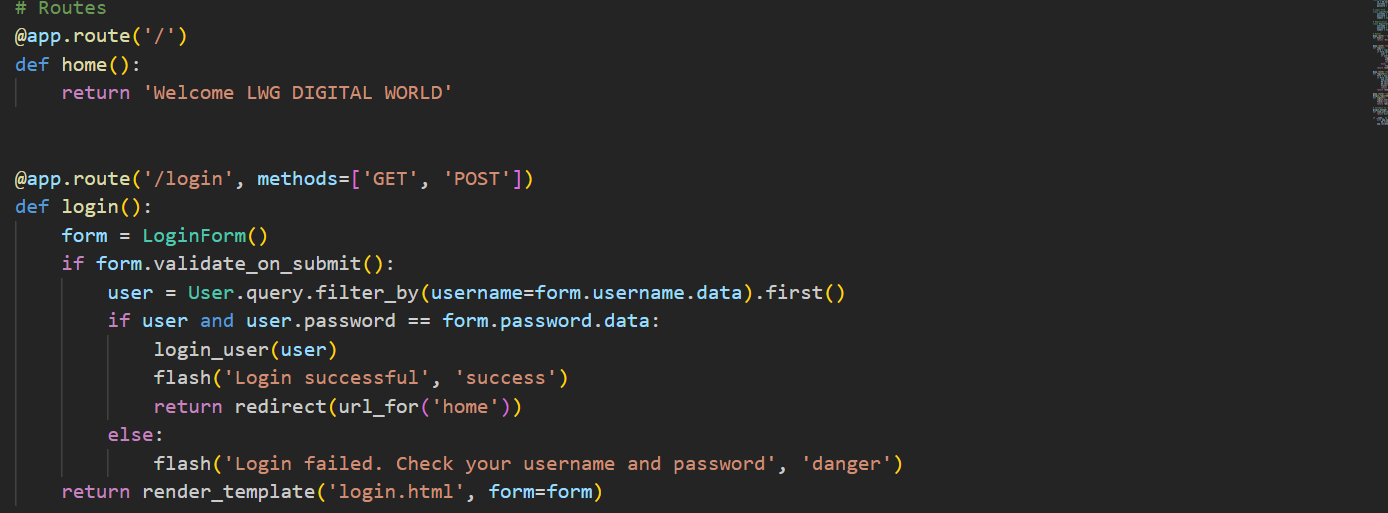 # Routes
@app.route('/')
def home():
    return 'Welcome LWG DIGITAL WORLD'
@app.route('/login', methods=['GET', 'POST'])
def login():
    form = LoginForm()
    if form.validate_on_submit():
        user = User.query.filter_by(username=form.username.data).first()
        if user and user.password == form.password.data:
            login_user(user)
            flash('Login successful', 'success')
            return redirect(url_for('home'))
        else:
            flash('Login failed. Check your username and password', 'danger')
    return render_template('login.html', form=form)